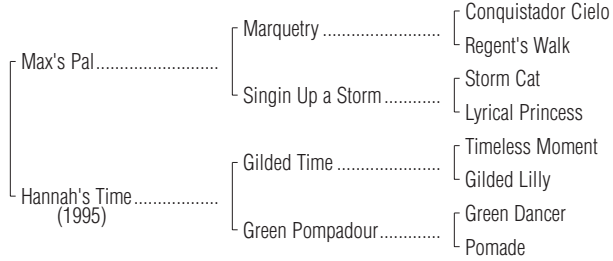 Conquistador Cielo
Marquetry ........................
Regent's Walk
Max's Pal.........................
Storm Cat
Singin Up a Storm ............
Lyrical Princess
Timeless Moment
Gilded Time .....................
Gilded Lilly
Hannah's Time.................
(1995)
Green Dancer
Green Pompadour.............
Pomade